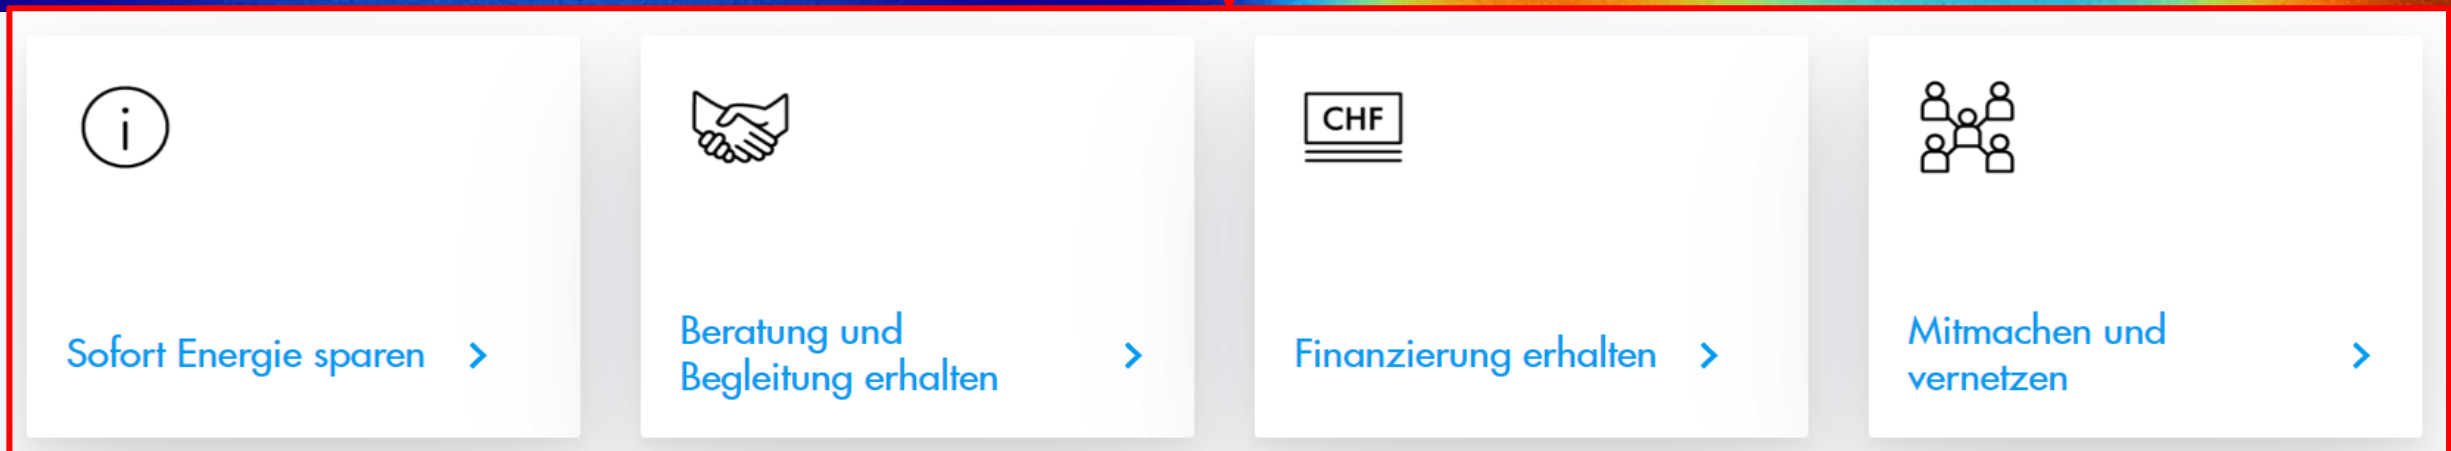 i
CHF
Sofort Energie sparen
Beratung und
Begleitung erhalten
Finanzierung erhalten
Mitmachen und
vernetzen